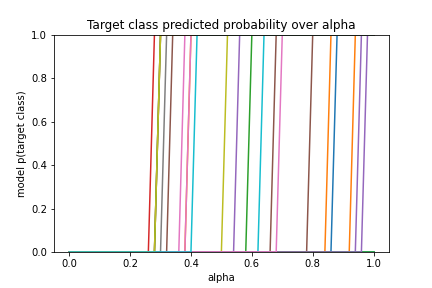 Target class predicted probability over alpha
1.0
0.8
0.6
0.4
0.2
0.0
model p(target class)
0.0 0.2 0.4 0.6 0.8 1.0
alpha